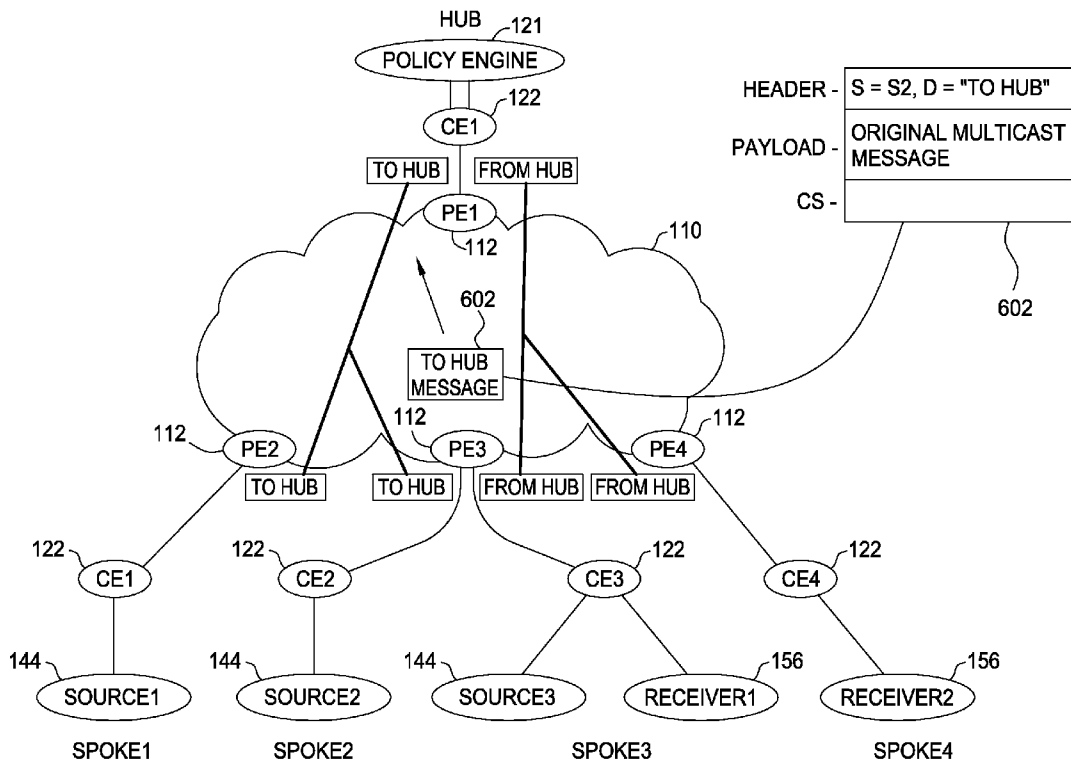 HUB
121
POLICY ENGINE
122
CE1
TO HUB
FROM HUB
PE1
112
110
HEADER - S = S2, D = "TO HUB"
PAYLOAD - ORIGINAL MULTICAST
MESSAGE
CS -
602
602
TO HUB
MESSAGE
112
PE2
112
PE3
112
PE4
TO HUB
TO HUB
FROM HUB
FROM HUB
122
CE1
122
CE2
122
CE3
122
CE4
144
SOURCE1
144
SOURCE2
144
SOURCE3
156
RECEIVER1
156
RECEIVER2
SPOKE1
SPOKE2
SPOKE3
SPOKE4